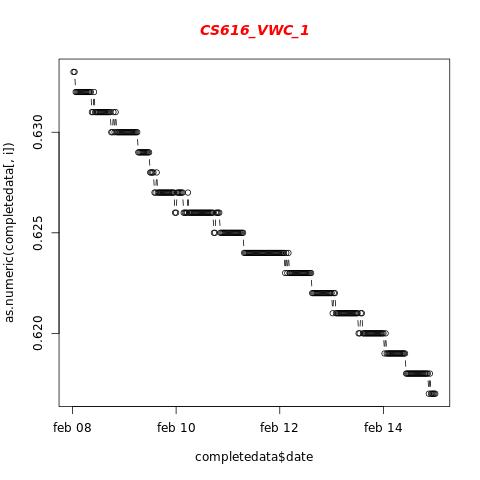 CS616_VWC_1
as.numeric(completedata[, i])
0.630
0.625
0.620
feb 08
feb 10
feb 12
feb 14
completedata$date